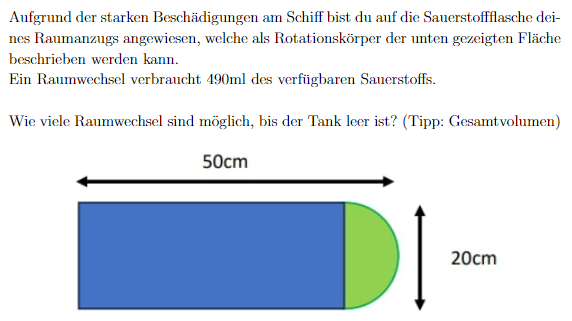 Aufgrund der starken Beschädigungen am Schiff bist du auf die Sauerstoffflasche dei-
nes Raumanzugs angewiesen, welche als Rotationskörper der unten gezeigten Fläche
beschrieben werden kann.
Ein Raumwechsel verbraucht 490ml des verfügbaren Sauerstoffs.
Wie viele Raumwechsel sind möglich, bis der Tank leer ist? (Tipp: Gesamtvolumen)
50cm
20cm